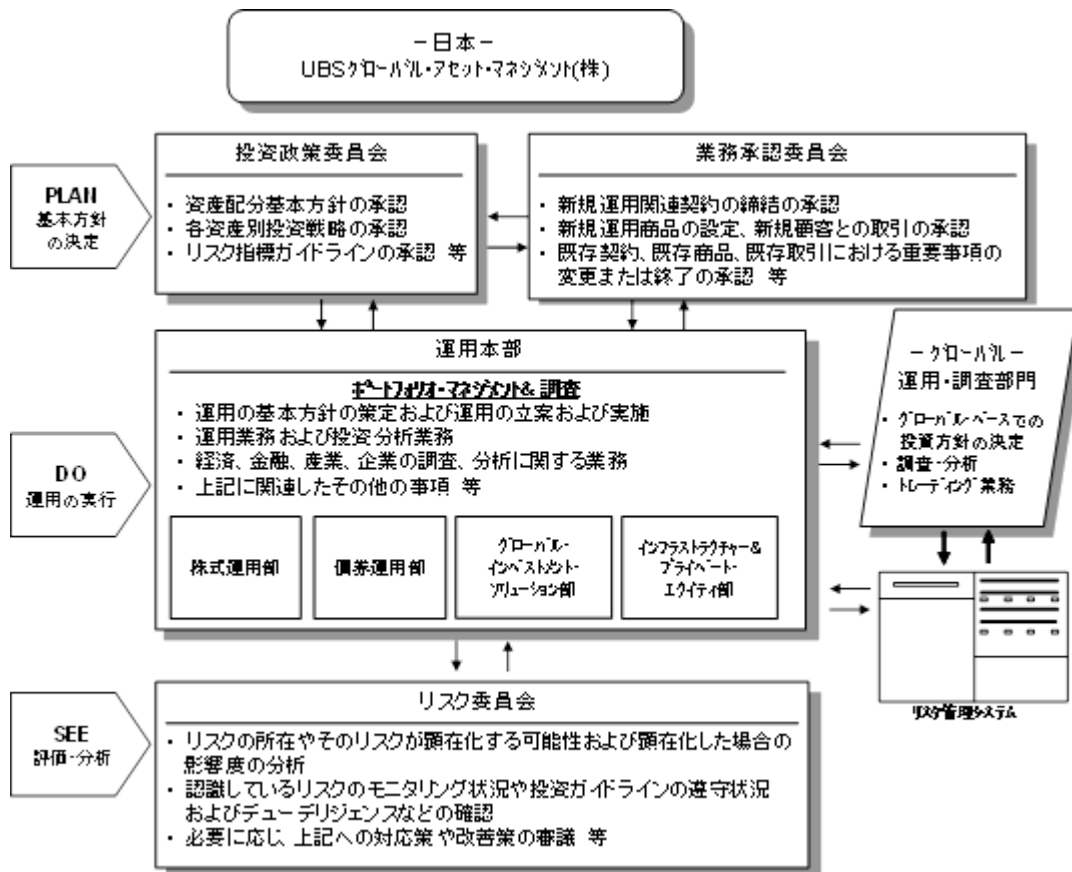 －日本－
UBSグローバル・アセット・マネジメント(株)
PLAN
基本方針
の決定
投資政策委員会
・ 資産配分基本方針の承認
・ 各資産別投資戦略の承認
・ リスク指標ガイドラインの承認 等
業務承認委員会
・ 新規運用関連契約の締結の承認
・ 新規運用商品の設定、新規顧客との取引の承認
・ 既存契約、既存商品、既存取引における重要事項の
変更または終了の承認 等
DO
運用の実行
運用本部
ポートフォリオ・マネジメント& 調査
・ 運用の基本方針の策定および運用の立案および実施
・ 運用業務および投資分析業務
・ 経済、金融、産業、企業の調査、分析に関する業務
・ 上記に関連したその他の事項 等
株式運用部
債券運用部
グローバル・
インベストメント・
ソリューション部
インフラストラクチャー＆
プライベート・
エクイティ部
－グローバル－
運用・調査部門
・ グローバル・ベースでの
投資方針の決定
・ 調査・分析
・ トレーディング業務
リスク管理システム
SEE
評価・分析
リスク委員会
・ リスクの所在やそのリスクが顕在化する可能性および顕在化した場合の
影響度の分析
・ 認識しているリスクのモニタリング状況や投資ガイドラインの遵守状況
およびデューデリジェンスなどの確認
・ 必要に応じ、上記への対応策や改善策の審議 等